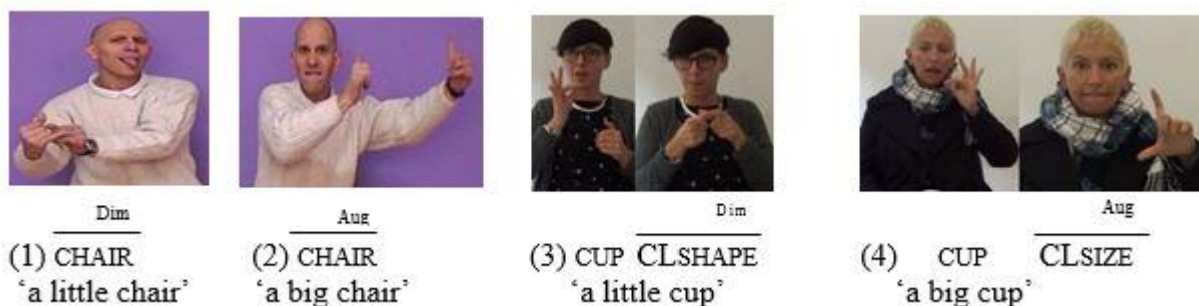 Dim Aug Dim Aug
(1) CHAIR (2) CHAIR (3) CUP CLSHAPE (4) CUP CLSIZE
‘a little chair’ ‘a big chair’ ‘a little cup’ ‘a big cup’